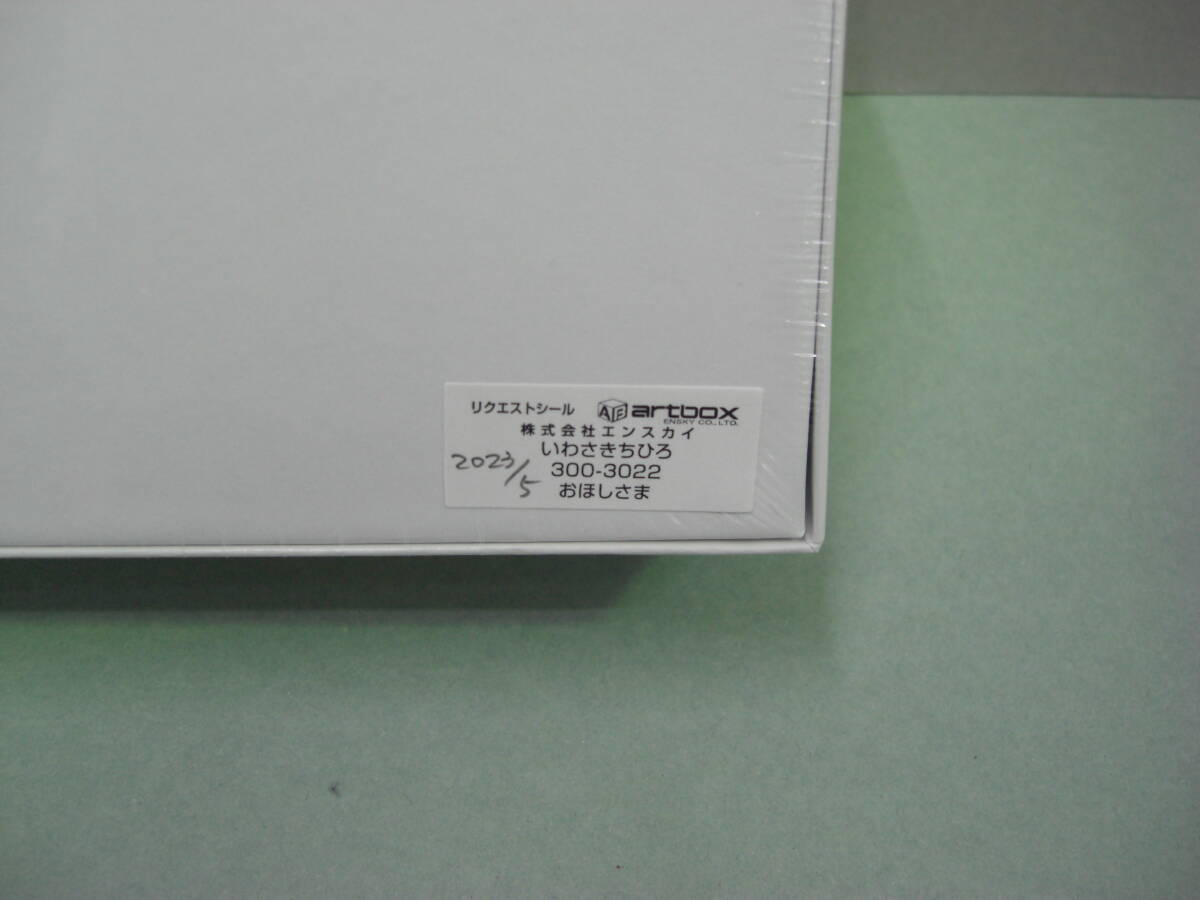 リクエストシール AE artbox
ENSKY CO., LTD.
株式会社エンスカイ
いわさきちひろ
300-3022
おほしさま
2023/5